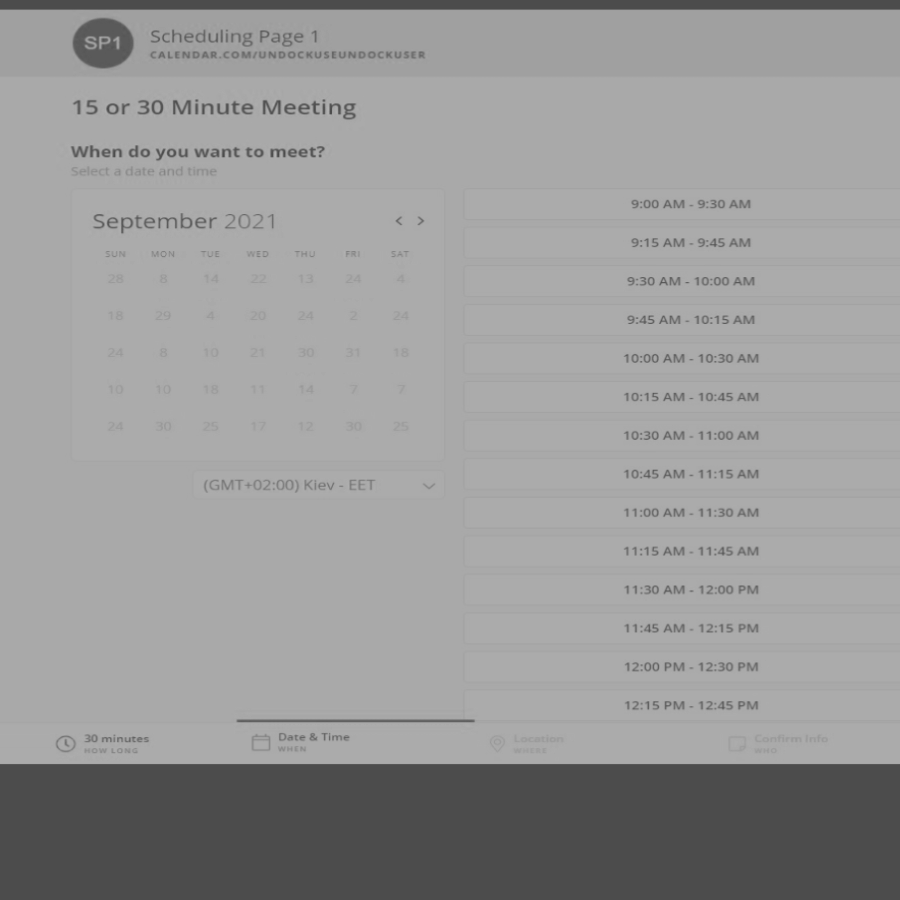 SP1
Scheduling Page 1
CALENDAR.COM/UNDOCKUSEUNDOCKUSER
15 or 30 Minute Meeting
When do you want to meet?
Select a date and time
September 2021 < >
SUN MON TUE WED THU FRI SAT
28 8 14 22 13 24 4
18 29 4 20 24 2 24
24 8 10 21 30 31 18
10 10 18 11 14 7 7
24 30 25 17 12 30 25
(GMT+02:00) Kiev - EET
9:00 AM - 9:30 AM
9:15 AM - 9:45 AM
9:30 AM - 10:00 AM
9:45 AM - 10:15 AM
10:00 AM - 10:30 AM
10:15 AM - 10:45 AM
10:30 AM - 11:00 AM
10:45 AM - 11:15 AM
11:00 AM - 11:30 AM
11:15 AM - 11:45 AM
11:30 AM - 12:00 PM
11:45 AM - 12:15 PM
12:00 PM - 12:30 PM
12:15 PM - 12:45 PM
30 minutes
HOW LONG
Date & Time
WHEN
Location
WHERE
Confirm Info
WHO